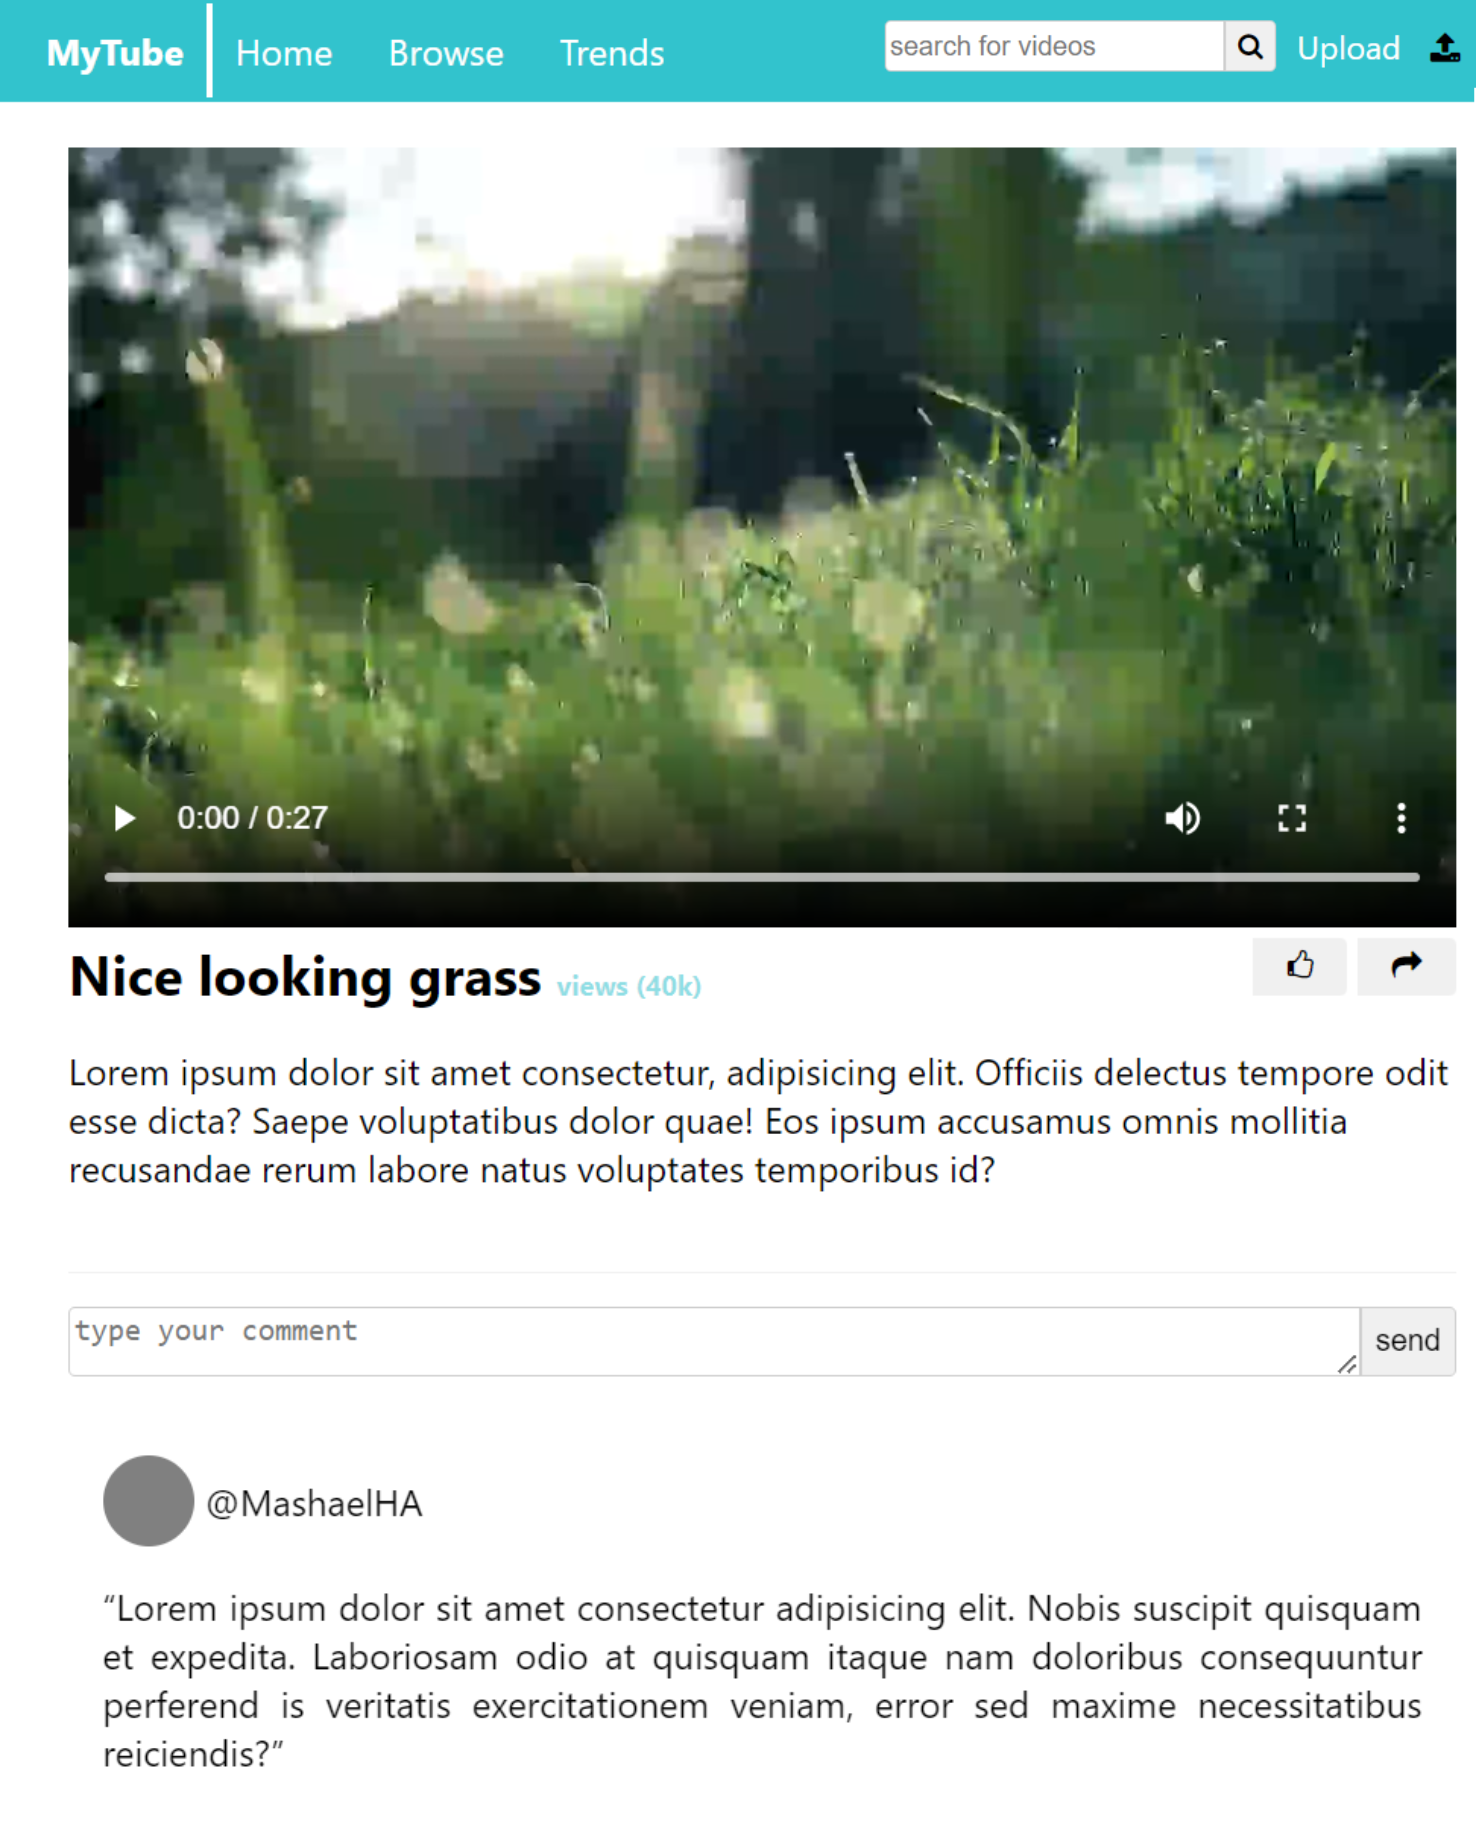 MyTube Home Browse Trends search for videos Upload
0:00 / 0:27
Nice looking grass views (40k)
Lorem ipsum dolor sit amet consectetur, adipisicing elit. Officiis delectus tempore odit
esse dicta? Saepe voluptatibus dolor quae! Eos ipsum accusamus omnis mollitia
recusandae rerum labore natus voluptates temporibus id?
type your comment send
@MashaelHA
“Lorem ipsum dolor sit amet consectetur adipisicing elit. Nobis suscipit quisquam
et expedita. Laboriosam odio at quisquam itaque nam doloribus consequuntur
perferend is veritatis exercitationem veniam, error sed maxime necessitatibus
reiciendis?”